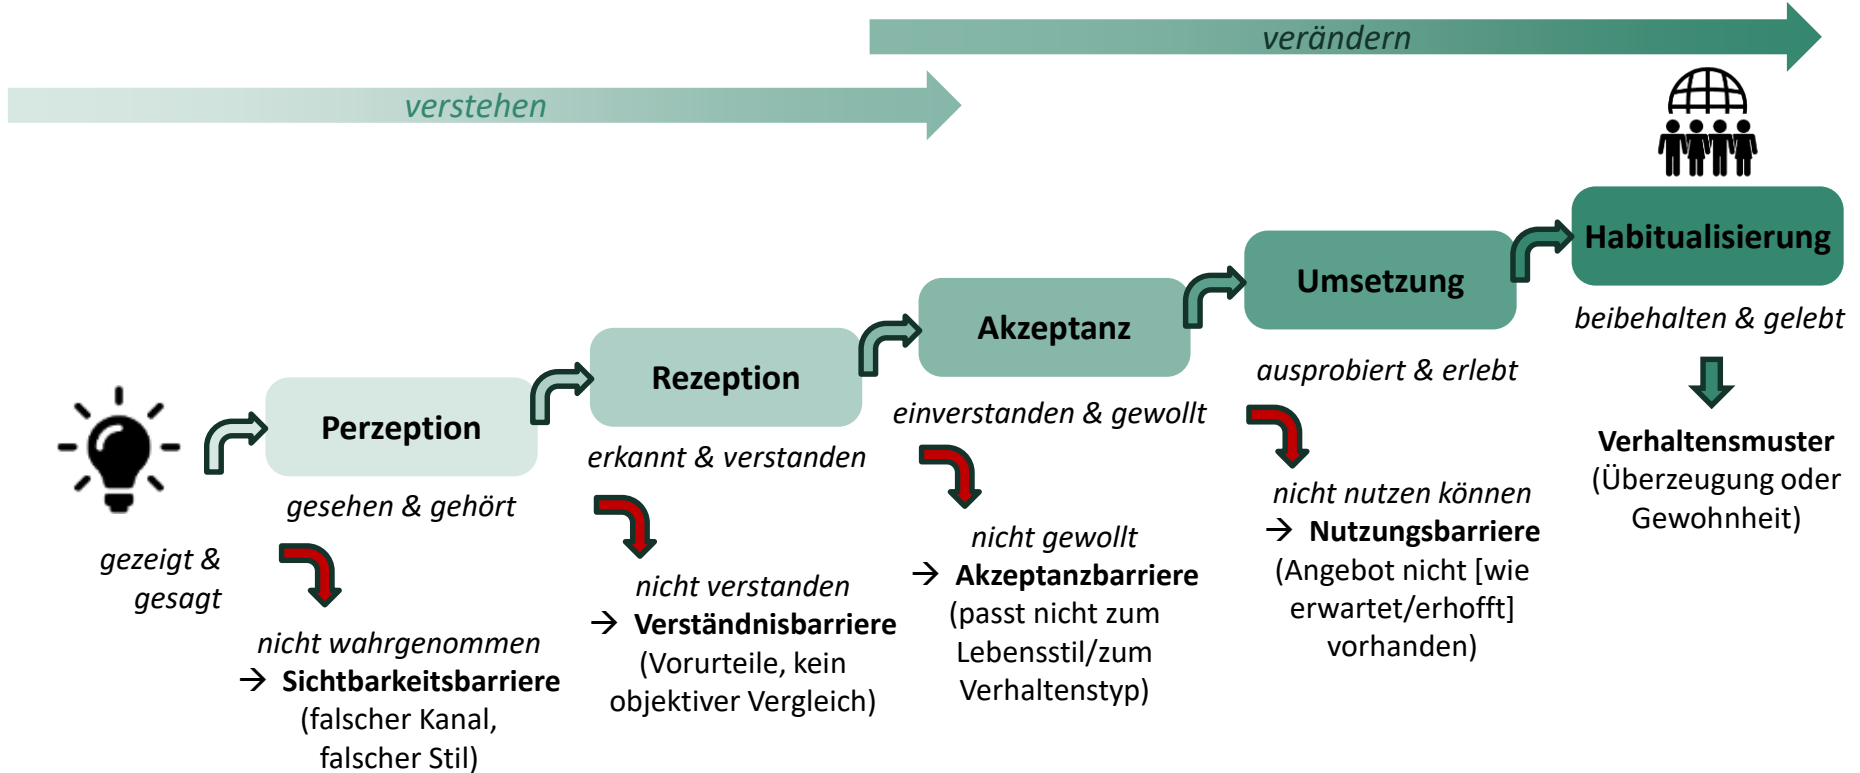 verändern
verstehen
Habitualisierung
beibehalten & gelebt
Verhaltensmuster
(Überzeugung oder
Gewohnheit)
Umsetzung
ausprobiert & erlebt
nicht nutzen können
→ Nutzungsbarriere
(Angebot nicht [wie
erwartet/erhofft]
vorhanden)
Akzeptanz
einverstanden & gewollt
nicht gewollt
→ Akzeptanzbarriere
(passt nicht zum
Lebensstil/zum
Verhaltenstyp)
Rezeption
erkannt & verstanden
nicht verstanden
→ Verständnisbarriere
(Vorurteile, kein
objektiver Vergleich)
Perzeption
gesehen & gehört
nicht wahrgenommen
→ Sichtbarkeitsbarriere
(falscher Kanal,
falscher Stil)
gezeigt &
gesagt